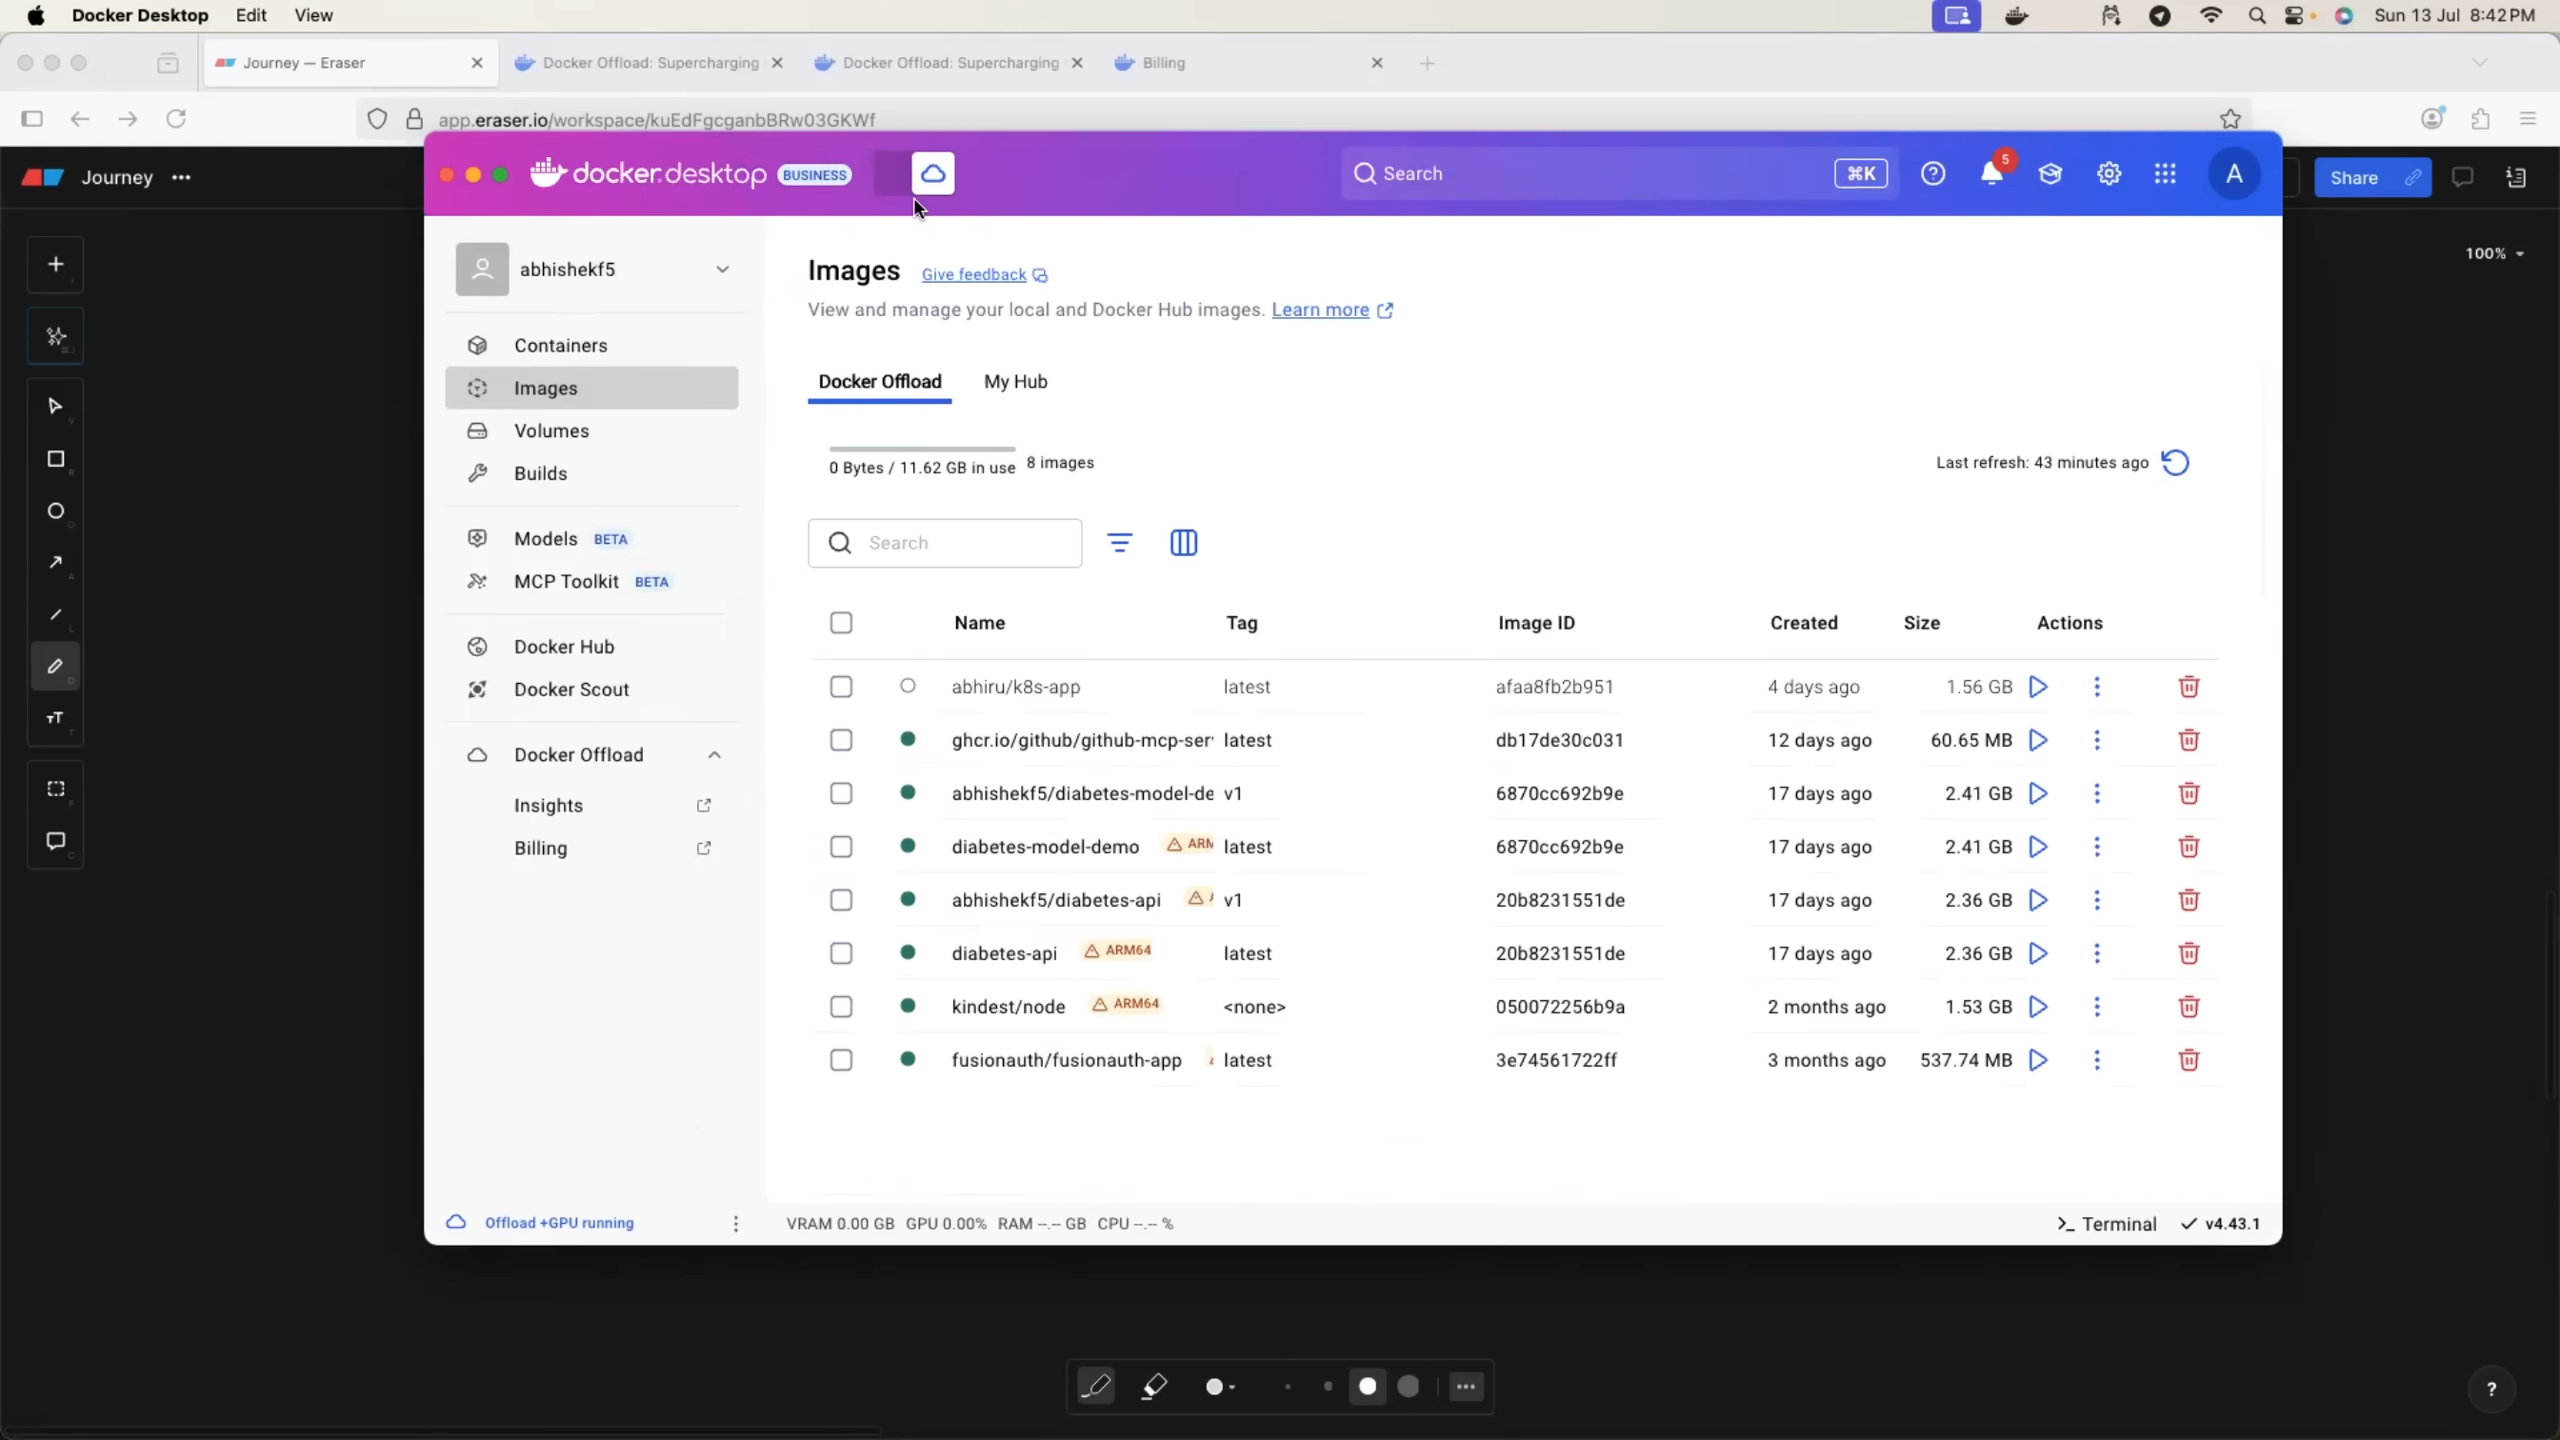 Docker Desktop Edit View Sun 13 Jul 8:42 PM
Journey — Eraser Docker Offload: Supercharging Docker Offload: Supercharging Billing
app.eraser.io/workspace/kuEdFgcganbBRw03GKWf
Journey
docker.desktop BUSINESS Search ⌘K 5 A
Share
100%
abhishekf5
Containers
Images
Volumes
Builds
Models BETA
MCP Toolkit BETA
Docker Hub
Docker Scout
Docker Offload
Insights
Billing
Images Give feedback
View and manage your local and Docker Hub images. Learn more
Docker Offload My Hub
0 Bytes / 11.62 GB in use 8 images Last refresh: 43 minutes ago
Search
Name Tag Image ID Created Size Actions
abhiru/k8s-app latest afaa8fb2b951 4 days ago 1.56 GB
ghcr.io/github/github-mcp-ser latest db17de30c031 12 days ago 60.65 MB
abhishekf5/diabetes-model-de v1 6870cc692b9e 17 days ago 2.41 GB
diabetes-model-demo ARM latest 6870cc692b9e 17 days ago 2.41 GB
abhishekf5/diabetes-api v1 20b8231551de 17 days ago 2.36 GB
diabetes-api ARM64 latest 20b8231551de 17 days ago 2.36 GB
kindest/node ARM64 <none> 050072256b9a 2 months ago 1.53 GB
fusionauth/fusionauth-app latest 3e74561722ff 3 months ago 537.74 MB
Offload +GPU running VRAM 0.00 GB GPU 0.00% RAM --.-- GB CPU --.-- % >_ Terminal v4.43.1
?